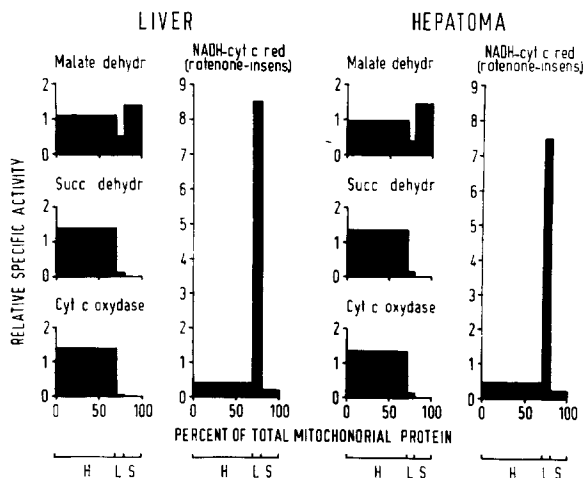 LIVER
HEPATOMA
Malate dehydr
NADH-cyt c red
(rotenone-insens)
Malate dehydr
NADH-cyt c red
(rotenone-insens)
2
1
0
9
8
7
6
5
4
3
2
1
0
2
1
0
9
8
7
6
5
4
3
2
1
0
Succ dehydr
Succ dehydr
2
1
0
2
1
0
Cyt c oxydase
Cyt c oxydase
2
1
0
2
1
0
RELATIVE SPECIFIC ACTIVITY
0 50 100
0 50 100
0 50 100
0 50 100
PERCENT OF TOTAL MITOCHONDRIAL PROTEIN
H L S
H L S
H L S
H L S